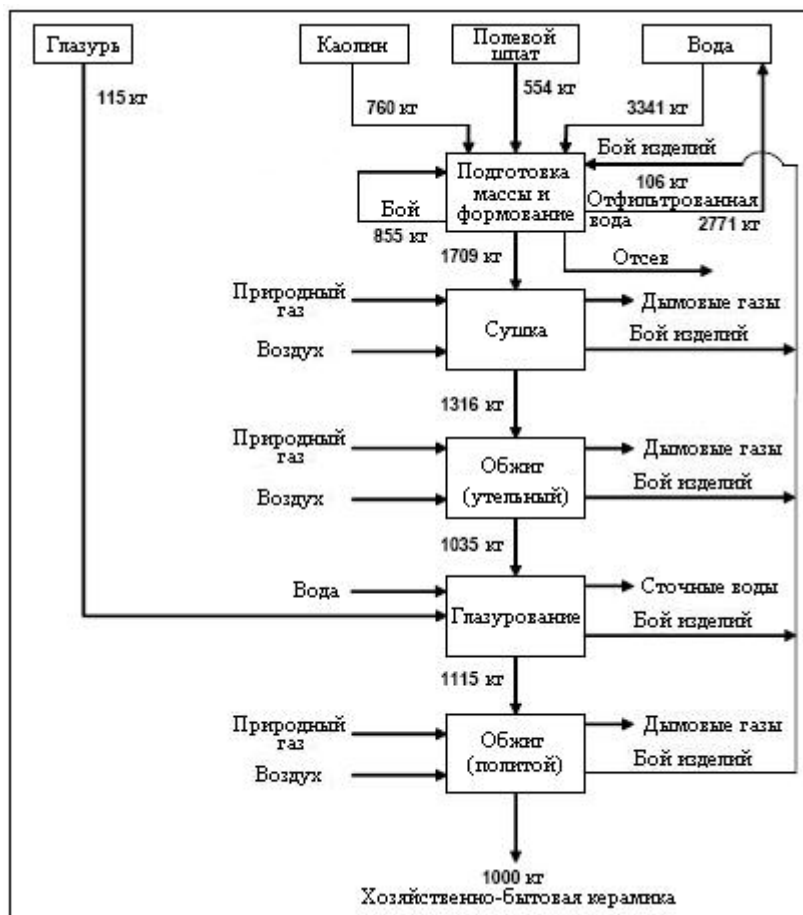 Глазурь
Каолин
Полевой
шпат
Вода
115 кг
760 кг
554 кг
3341 кг
Бой изделий
106 кг
Подготовка
массы и
формование
Бой
855 кг
Отфильтрованная
вода
2771 кг
1709 кг
Отсев
Природный
газ
Воздух
Сушка
Дымовые газы
Бой изделий
1316 кг
Природный
газ
Воздух
Обжиг
(утельный)
Дымовые газы
Бой изделий
1035 кг
Вода
Глазурование
Сточные воды
Бой изделий
1115 кг
Природный
газ
Воздух
Обжиг
(политой)
Дымовые газы
Бой изделий
1000 кг
Хозяйственно-бытовая керамика